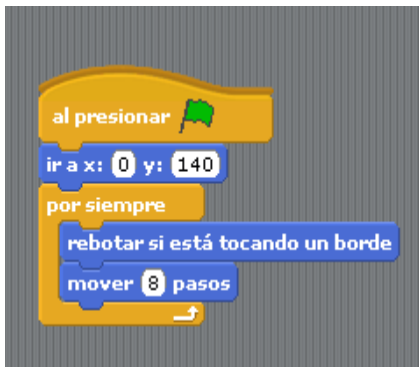 al presionar
ir a x: 0 y: 140
por siempre
rebotar si está tocando un borde
mover 8 pasos